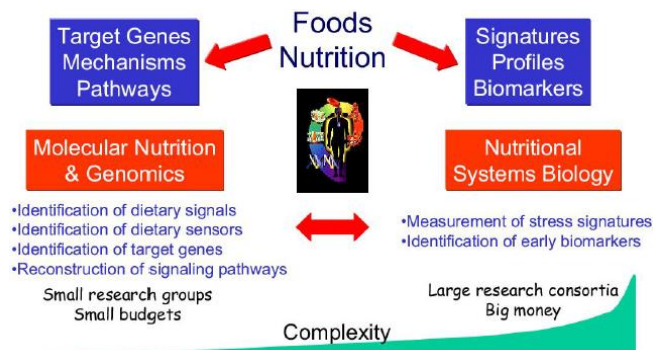 Foods
Nutrition
Target Genes
Mechanisms
Pathways
Signatures
Profiles
Biomarkers
Molecular Nutrition
& Genomics
Nutritional
Systems Biology
•Identification of dietary signals
•Identification of dietary sensors
•Identification of target genes
•Reconstruction of signaling pathways
•Measurement of stress signatures
•Identification of early biomarkers
Small research groups
Small budgets
Large research consortia
Big money
Complexity